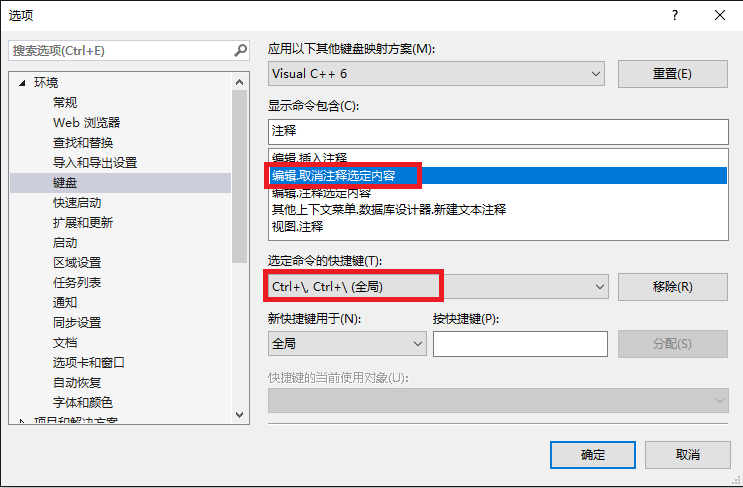 选项
搜索选项(Ctrl+E)
环境
常规
Web 浏览器
查找和替换
导入和导出设置
键盘
快速启动
扩展和更新
启动
区域设置
任务列表
通知
同步设置
文档
选项卡和窗口
自动恢复
字体和颜色
项目和解决方案
应用以下其他键盘映射方案(M):
Visual C++ 6
重置(E)
显示命令包含(C):
注释
编辑.插入注释
编辑.取消注释选定内容
编辑.注释选定内容
其他上下文菜单.数据库设计器.新建文本注释
视图.注释
选定命令的快捷键(T):
Ctrl+\, Ctrl+\ (全局)
移除(R)
新快捷键用于(N):
按快捷键(P):
全局
分配(S)
快捷键的当前使用对象(U):
确定
取消